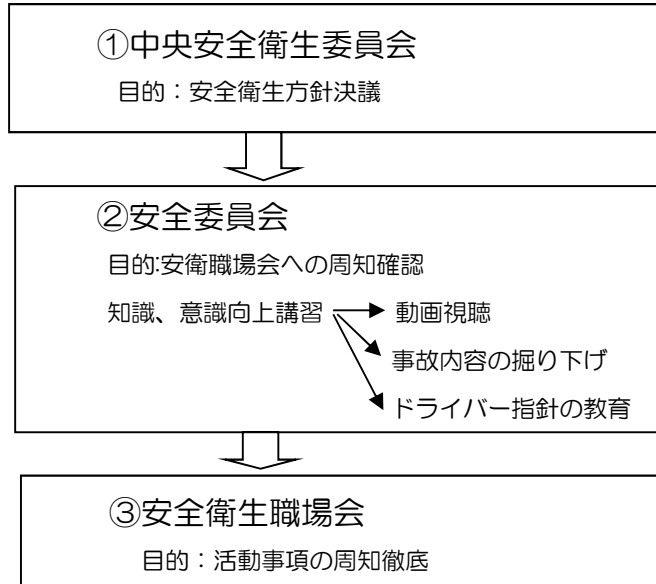 ①中央安全衛生委員会
目的：安全衛生方針決議
②安全委員会
目的:安衛職場会への周知確認
知識、意識向上講習 動画視聴
事故内容の掘り下げ
ドライバー指針の教育
③安全衛生職場会
目的：活動事項の周知徹底